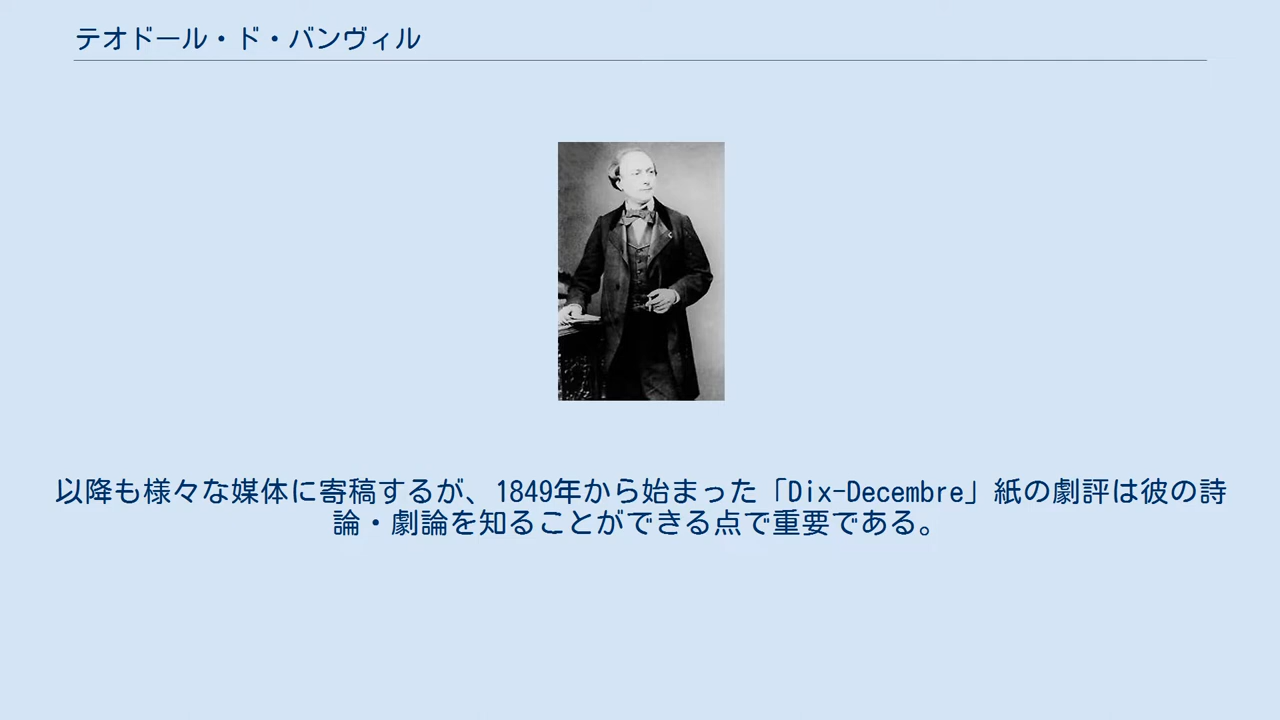 テオドール・ド・バンヴィル
以降も様々な媒体に寄稿するが、1849年から始まった「Dix-Decembre」紙の劇評は彼の詩
論・劇論を知ることができる点で重要である。